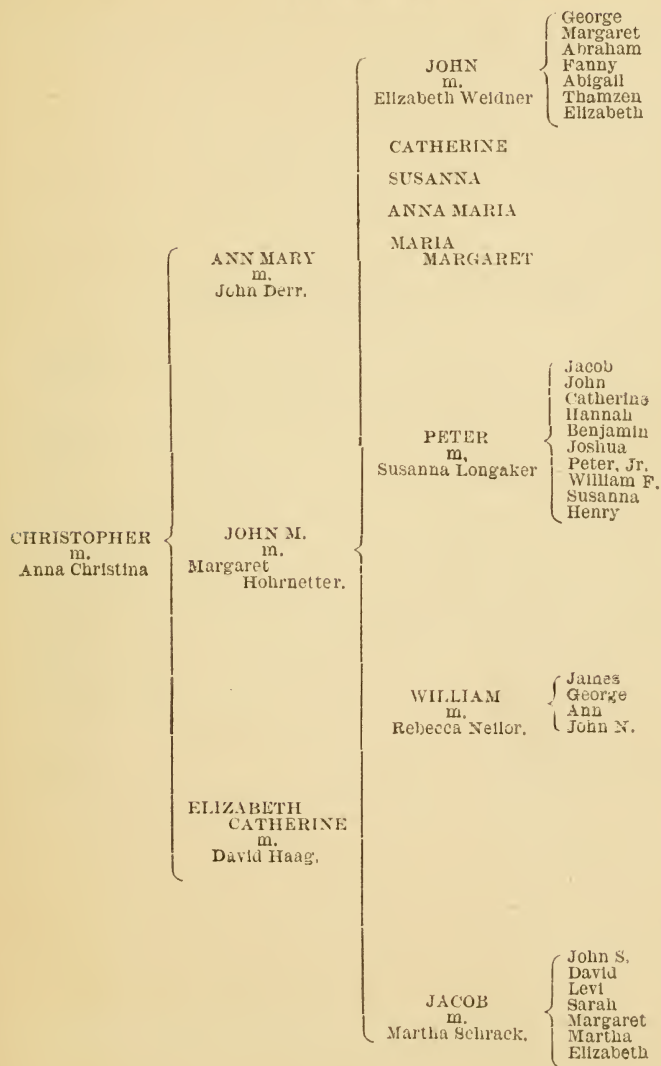 CHRISTOPHER
m.
Anna Christina
ANN MARY
m.
John Derr.
JOHN M.
m.
Margaret
Hohrnetter.
ELIZABETH
CATHERINE
m.
David Haag.
JOHN
m.
Elizabeth Weidner
CATHERINE
SUSANNA
ANNA MARIA
MARIA
MARGARET
PETER
m,
Susanna Longaker
WILLIAM
m.
Rebecca Neilor.
JACOB
m.
Martha Schrack.
George
Margaret
Abraham
Fanny
Abigail
Thamzen
Elizabeth
Jacob
John
Catherine
Hannah
Benjamin
Joshua
Peter, Jr.
William F.
Susanna
Henry
James
George
Ann
John N.
John S.
David
Levi
Sarah
Margaret
Martha
Elizabeth